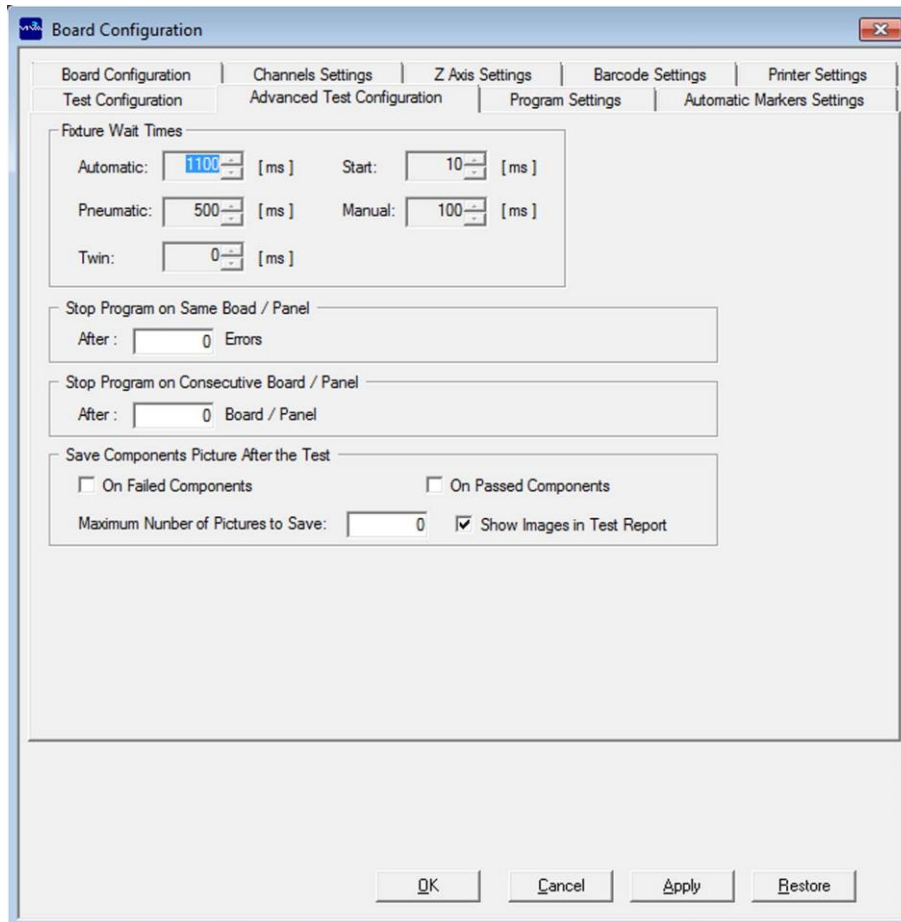 Board Configuration
Board Configuration Channels Settings Z Axis Settings Barcode Settings Printer Settings
Test Configuration Advanced Test Configuration Program Settings Automatic Markers Settings
Fixture Wait Times
Automatic: 1100 [ ms ] Start: 10 [ ms ]
Pneumatic: 500 [ ms ] Manual: 100 [ ms ]
Twin: 0 [ ms ]
Stop Program on Same Boad / Panel
After : 0 Errors
Stop Program on Consecutive Board / Panel
After : 0 Board / Panel
Save Components Picture After the Test
On Failed Components On Passed Components
Maximum Nunber of Pictures to Save: 0 Show Images in Test Report
OK Cancel Apply Restore